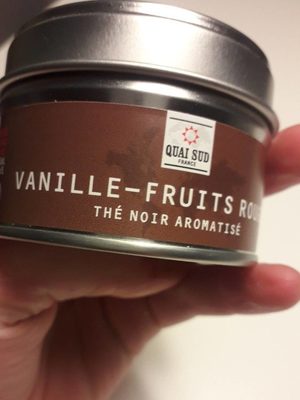 QUAI SUD
FRANCE
VANILLE–FRUITS ROU
THÉ NOIR AROMATISÉ